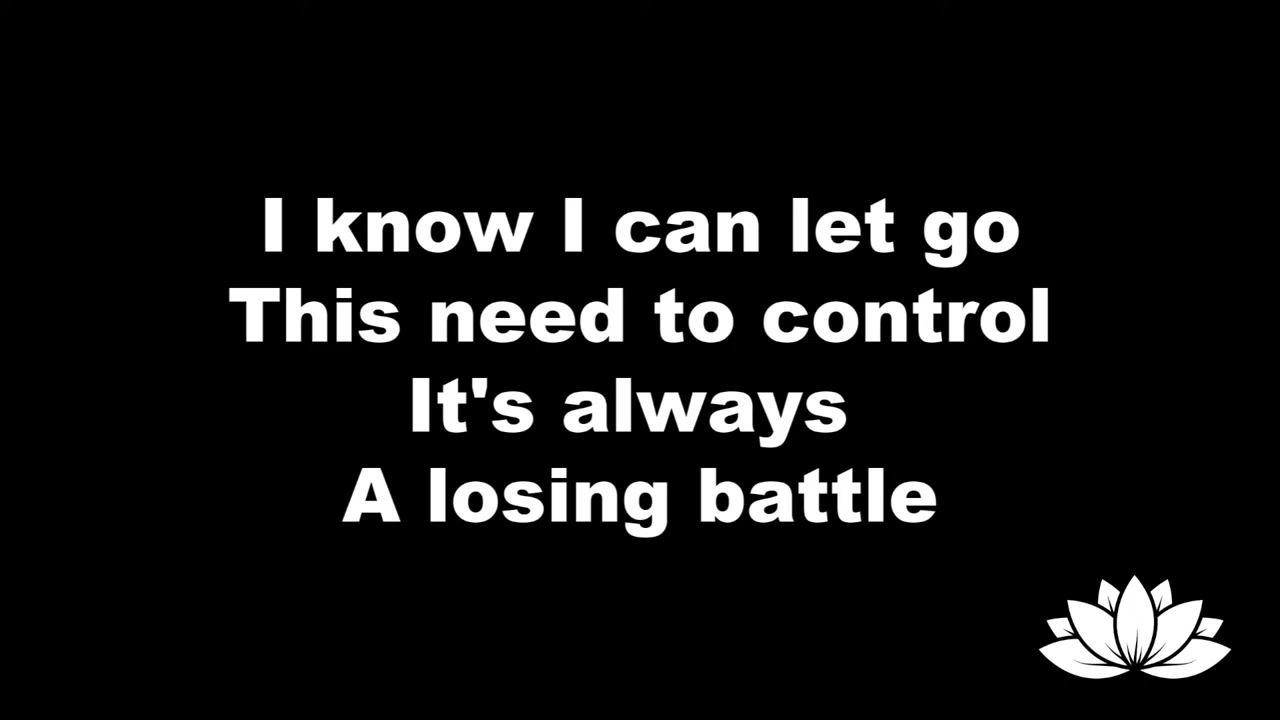 I know I can let go
This need to control
It's always
A losing battle